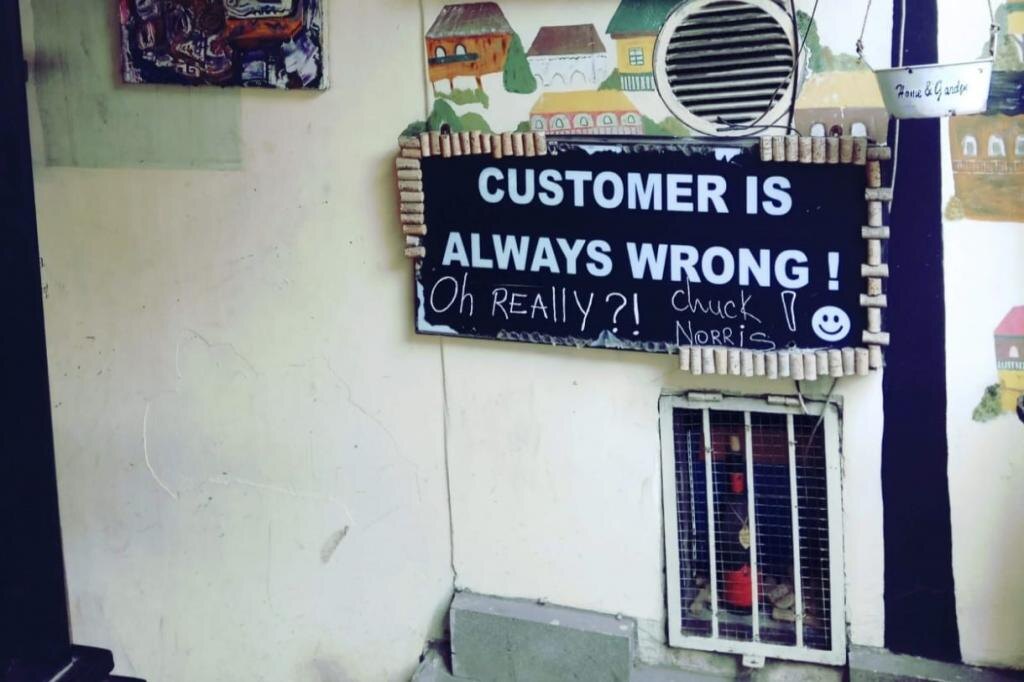 Home & Garden
CUSTOMER IS
ALWAYS WRONG !
Oh REAllY?! chuck !
NORRIS